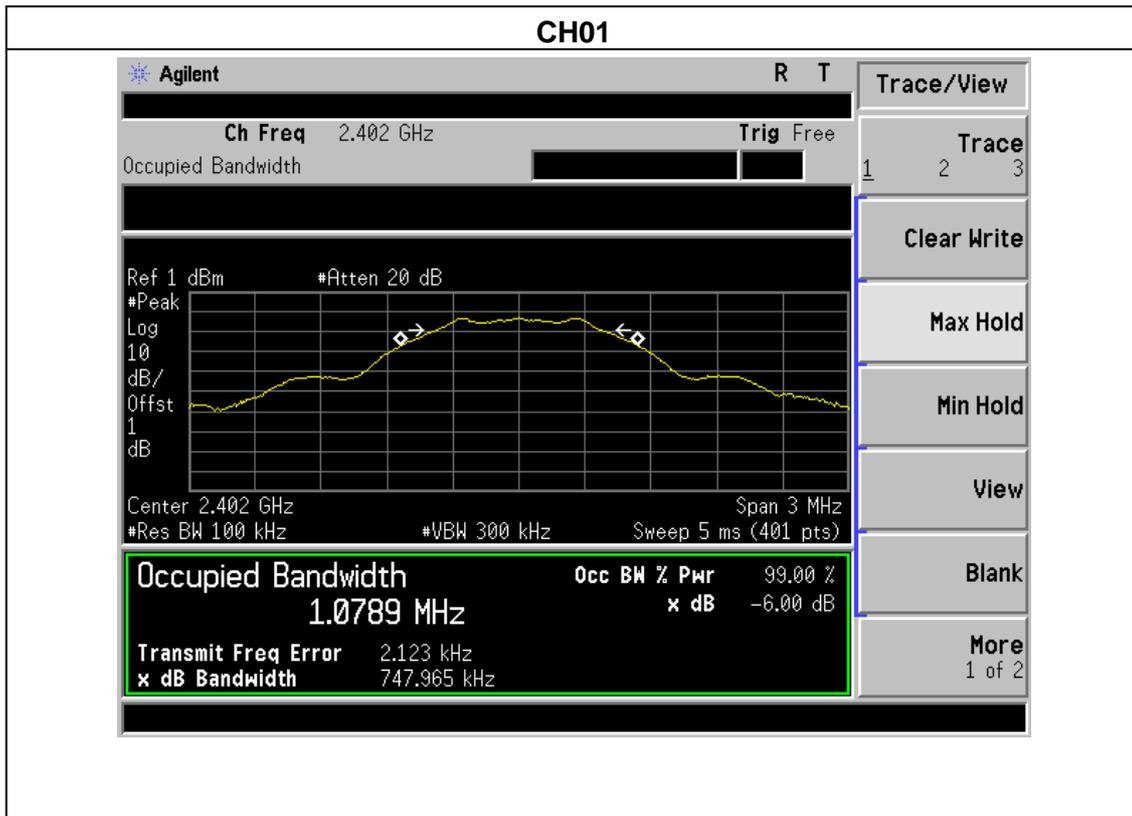 CH01
Agilent R T
Ch Freq 2.402 GHz Trig Free
Occupied Bandwidth
Ref 1 dBm #Atten 20 dB
#Peak
Log
10
dB/
Offst
1
dB
Center 2.402 GHz Span 3 MHz
#Res BW 100 kHz #VBW 300 kHz Sweep 5 ms (401 pts)
Occupied Bandwidth
1.0789 MHz
Occ BW % Pwr 99.00 %
x dB -6.00 dB
Transmit Freq Error 2.123 kHz
x dB Bandwidth 747.965 kHz
Trace/View
Trace
1 2 3
Clear Write
Max Hold
Min Hold
View
Blank
More
1 of 2